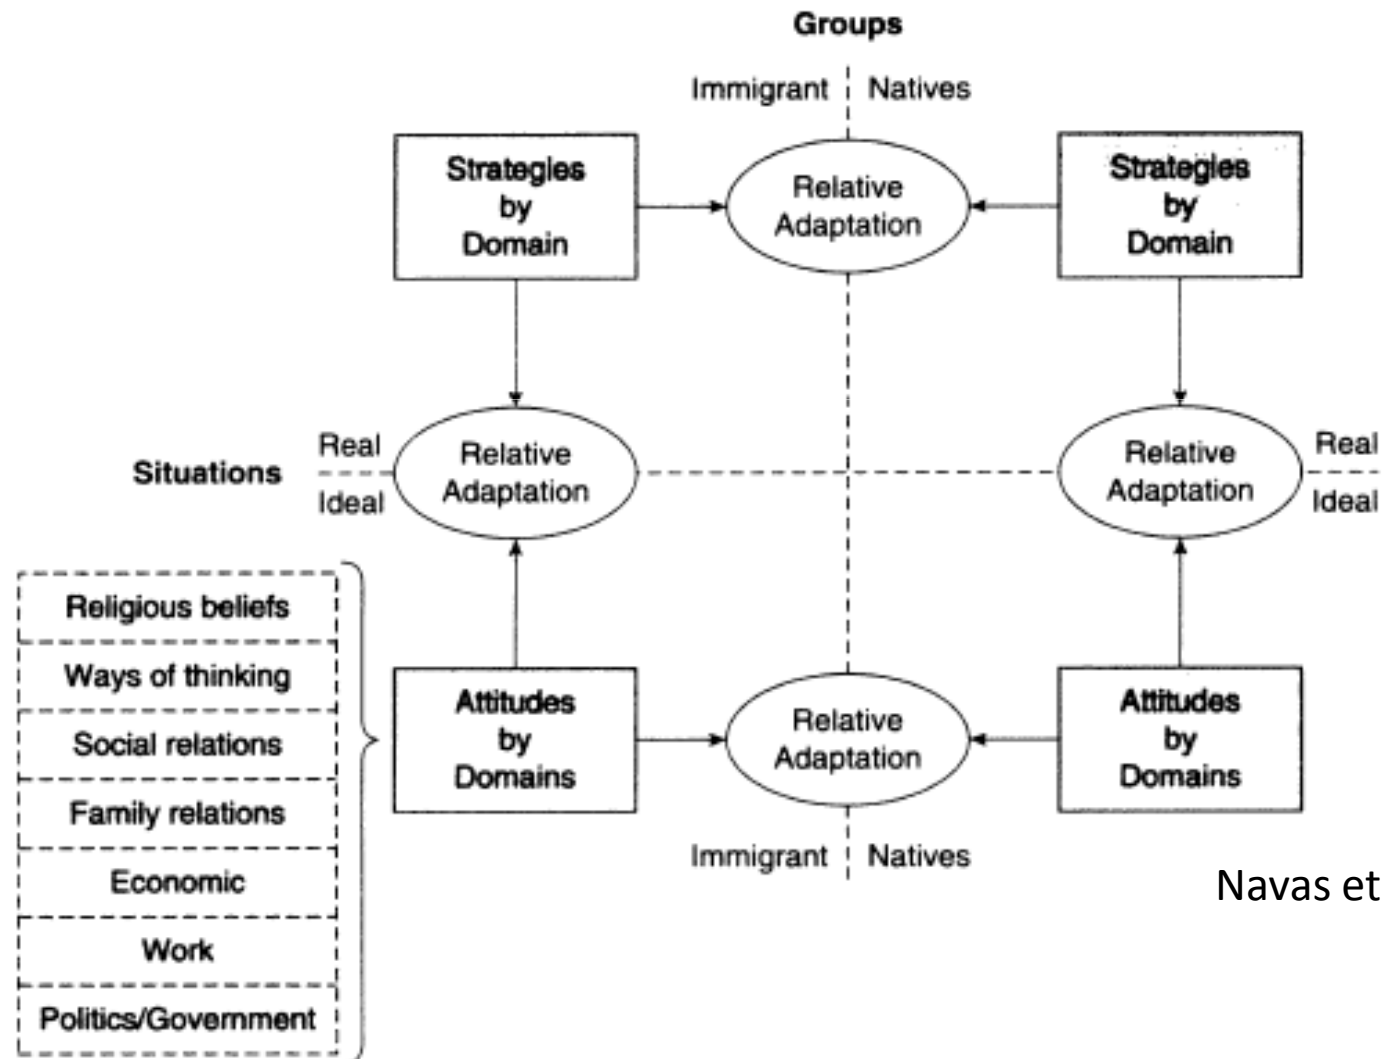 Groups
Immigrant Natives
Strategies
by
Domain
Relative
Adaptation
Strategies
by
Domain
Situations
Real
Ideal
Relative
Adaptation
Relative
Adaptation
Real
Ideal
Religious beliefs
Ways of thinking
Social relations
Family relations
Economic
Work
Politics/Government
Attitudes
by
Domains
Relative
Adaptation
Attitudes
by
Domains
Immigrant Natives
Navas et